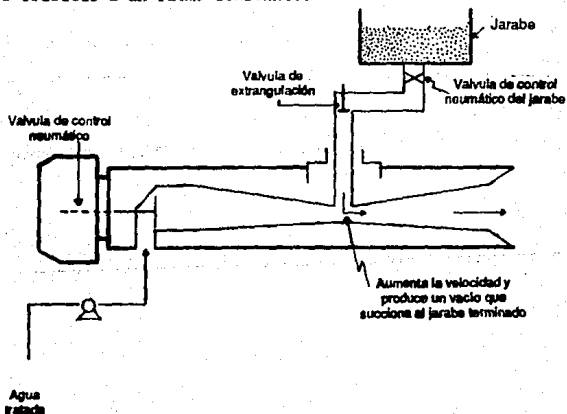 Jarabe
Valvula de
extrangulación
Valvula de control
neumático del jarabe
Valvula de control
neumático
Aumenta la velocidad y
produce un vacio que
succiona al jarabe terminado
Agua
tratada